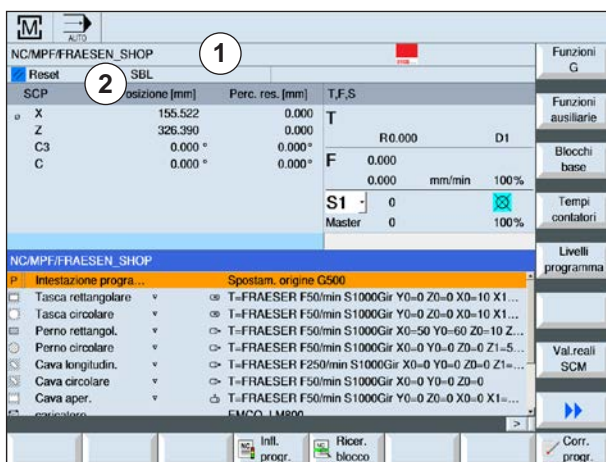 M AUTO
NC/MPF/FRAESEN_SHOP 1
Reset SBL 2
SCP osizione [mm] Perc. res. [mm] T,F,S
X 155.522 0.000 T
Z 326.390 0.000 R0.000 D1
C3 0.000 ° 0.000°
C 0.000 ° 0.000° F 0.000
0.000 mm/min 100%
S1 0
Master 0 100%
NC/MPF/FRAESEN_SHOP
P Intestazione progra... Spostam. origine G500
Tasca rettangolare T=FRAESER F50/min S1000Gir Y0=0 Z0=0 X0=10 X1...
Tasca circolare T=FRAESER F50/min S1000Gir Y0=0 Z0=0 X0=10 X1...
Perno rettangol. T=FRAESER F50/min S1000Gir X0=50 Y0=60 Z0=10 Z...
Perno circolare T=FRAESER F50/min S1000Gir X0=0 Y0=0 Z0=0 Z1=5...
Cava longitudin. T=FRAESER F250/min S1000Gir X0=0 Y0=0 Z0=0 Z1=...
Cava circolare T=FRAESER F50/min S1000Gir X0=0 Y0=0 Z0=0
Cava aper. T=FRAESER F50/min S1000Gir Y0=0 Z0=0 X0=0 X1=...
caricatore EMCO LM800
>
Funzioni
G
Funzioni
ausiliarie
Blocchi
base
Tempi
contatori
Livelli
programma
Val.reali
SCM
NC Infl.
progr.
NC Ricer.
blocco
Corr.
progr.